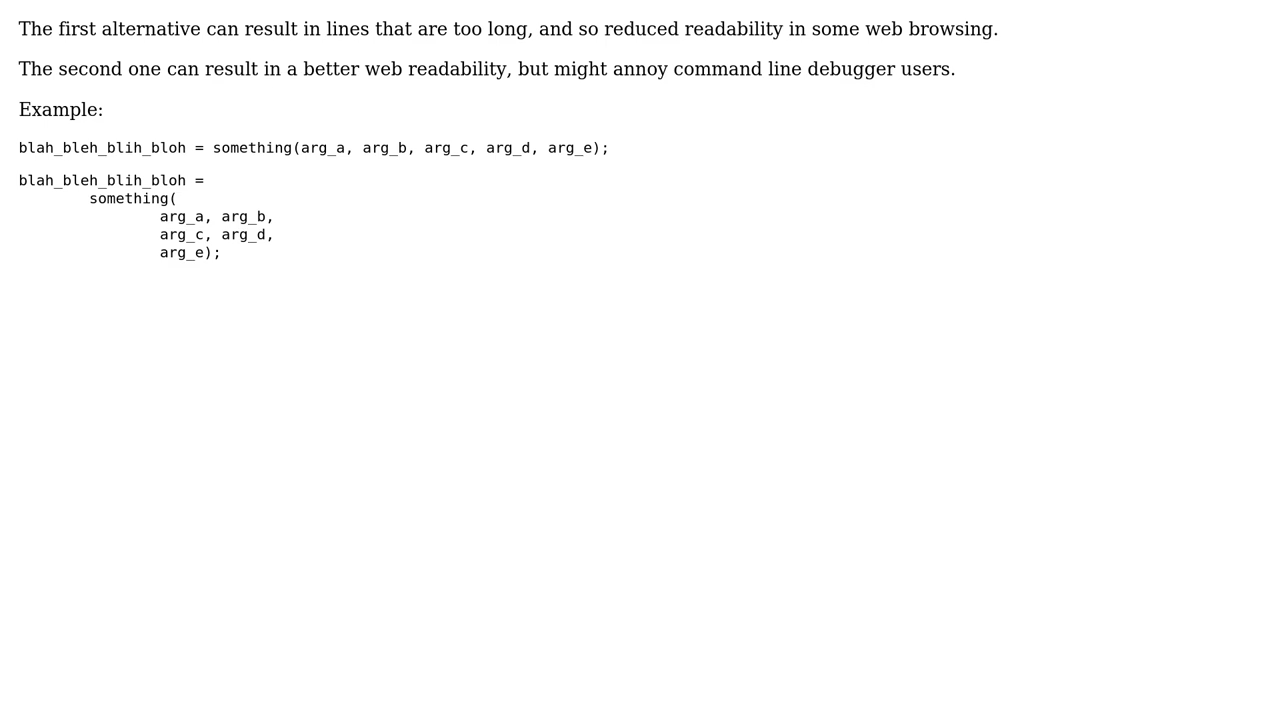 The first alternative can result in lines that are too long, and so reduced readability in some web browsing.
The second one can result in a better web readability, but might annoy command line debugger users.
Example:
blah_bleh_blih_bloh = something(arg_a, arg_b, arg_c, arg_d, arg_e);
blah_bleh_blih_bloh =
        something(
                arg_a, arg_b,
                arg_c, arg_d,
                arg_e);